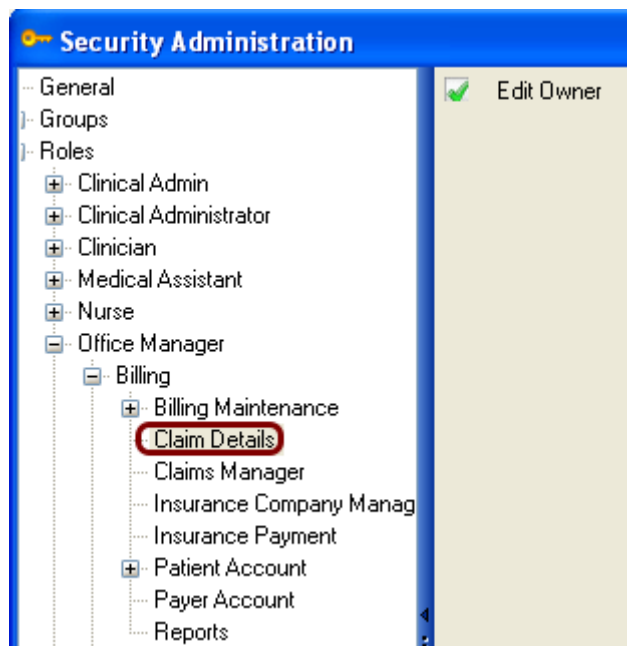 Security Administration
General
Groups
Roles
Clinical Admin
Clinical Administrator
Clinician
Medical Assistant
Nurse
Office Manager
Billing
Billing Maintenance
Claim Details
Claims Manager
Insurance Company Manag
Insurance Payment
Patient Account
Payer Account
Reports
Edit Owner